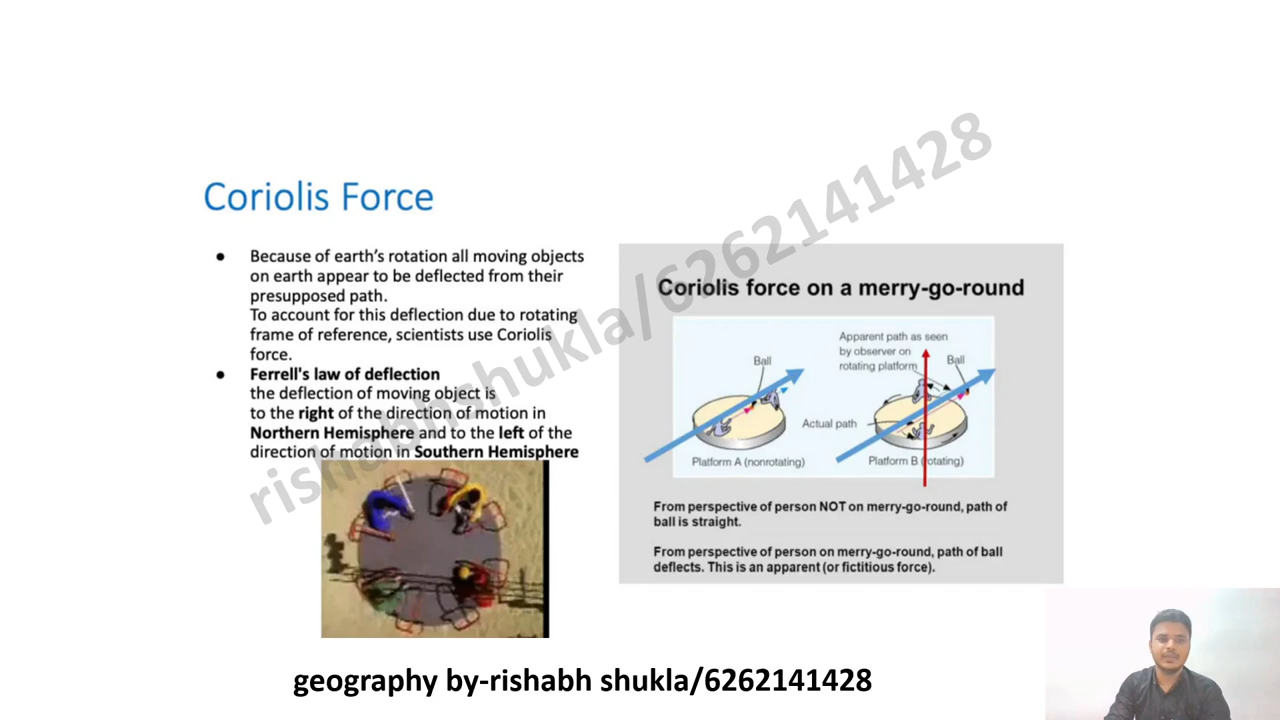 Coriolis Force
● Because of earth's rotation all moving objects
on earth appear to be deflected from their
presupposed path.
To account for this deflection due to rotating
frame of reference, scientists use Coriolis
force.
● Ferrell's law of deflection
the deflection of moving object is
to the right of the direction of motion in
Northern Hemisphere and to the left of the
direction of motion in Southern Hemisphere
Coriolis force on a merry-go-round
Ball
Platform A (nonrotating)
Apparent path as seen
by observer on
rotating platform
Ball
Actual path
Platform B (rotating)
From perspective of person NOT on merry-go-round, path of
ball is straight.
From perspective of person on merry-go-round, path of ball
deflects. This is an apparent (or fictitious force).
rishabhshukla/6262141428
geography by-rishabh shukla/6262141428